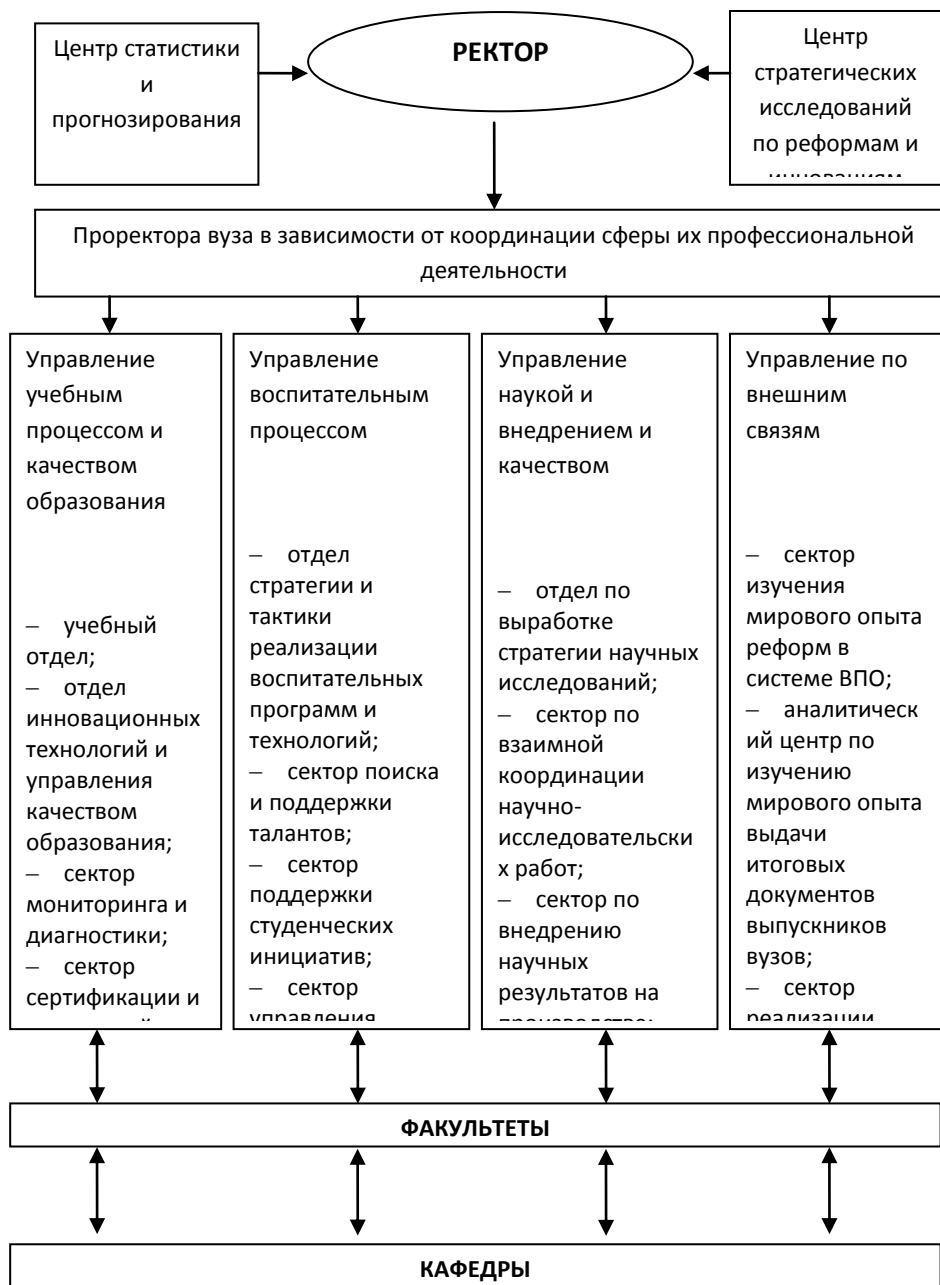 Центр статистики
и
прогнозирования
РЕКТОР
Центр
стратегических
исследований
по реформам и
инновациям
Проректора вуза в зависимости от координации сферы их профессиональной
деятельности
Управление
учебным
процессом и
качеством
образования
– учебный
отдел;
– отдел
инновационных
технологий и
управления
качеством
образования;
– сектор
мониторинга и
диагностики;
– сектор
сертификации и
Управление
воспитательным
процессом
– отдел
стратегии и
тактики
реализации
воспитательных
программ и
технологий;
– сектор поиска
и поддержки
талантов;
– сектор
поддержки
студенческих
инициатив;
– сектор
управления
Управление
наукой и
внедрением и
качеством
– отдел по
выработке
стратегии научных
исследований;
– сектор по
взаимной
координации
научно-
исследовательски
х работ;
– сектор по
внедрению
научных
результатов на
производство;
Управление по
внешним
связям
– сектор
изучения
мирового опыта
реформ в
системе ВПО;
– аналитическ
ий центр по
изучению
мирового опыта
выдачи
итоговых
документов
выпускников
вузов;
– сектор
реализации
ФАКУЛЬТЕТЫ
КАФЕДРЫ